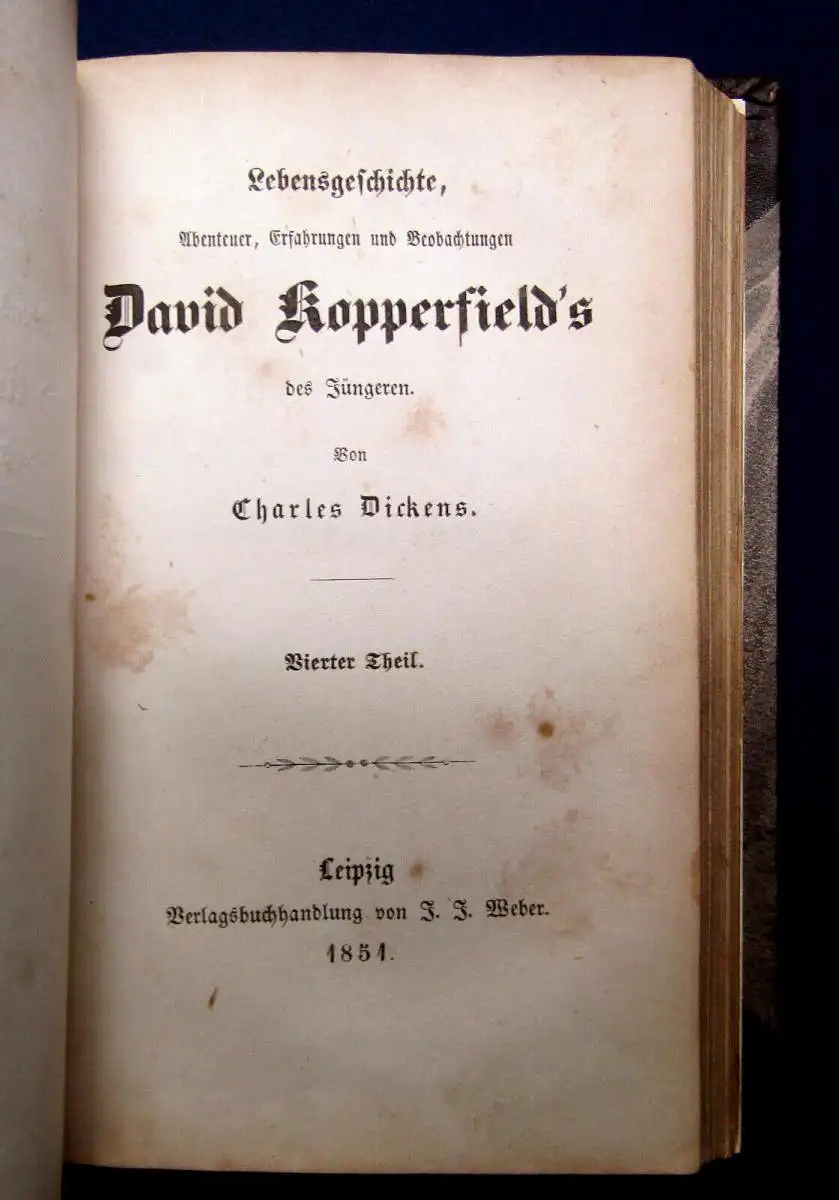 Lebensgeschichte,
Abenteuer, Erfahrungen und Beobachtungen
David Kopperfield's
des Jüngeren.
Von
Charles Dickens.
Vierter Theil.
Leipzig
Verlagsbuchhandlung von J. J. Weber.
1851.